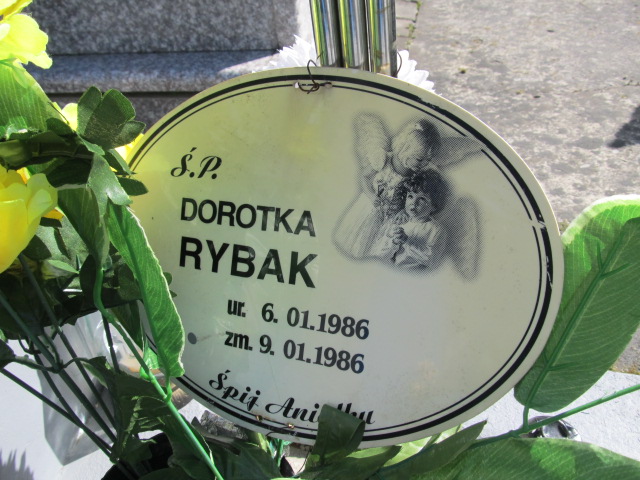 Ś.P.
DOROTKA
RYBAK
ur. 6. 01.1986
zm. 9. 01.1986
Śpij